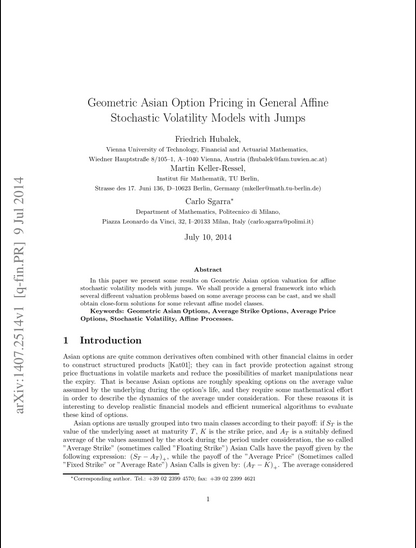 arXiv:1407.2514v1 [q-fin.PR] 9 Jul 2014
Geometric Asian Option Pricing in General Affine
Stochastic Volatility Models with Jumps
Friedrich Hubalek,
Vienna University of Technology, Financial and Actuarial Mathematics,
Wiedner Hauptstraße 8/105–1, A–1040 Vienna, Austria (fhubalek@fam.tuwien.ac.at)
Martin Keller-Ressel,
Institut für Mathematik, TU Berlin,
Strasse des 17. Juni 136, D–10623 Berlin, Germany (mkeller@math.tu-berlin.de)
Carlo Sgarra*
Department of Mathematics, Politecnico di Milano,
Piazza Leonardo da Vinci, 32, I–20133 Milan, Italy (carlo.sgarra@polimi.it)
July 10, 2014
Abstract
In this paper we present some results on Geometric Asian option valuation for affine
stochastic volatility models with jumps. We shall provide a general framework into which
several different valuation problems based on some average process can be cast, and we shall
obtain close-form solutions for some relevant affine model classes.
Keywords: Geometric Asian Options, Average Strike Options, Average Price
Options, Stochastic Volatility, Affine Processes.
1 Introduction
Asian options are quite common derivatives often combined with other financial claims in order
to construct structured products [Kat01]; they can in fact provide protection against strong
price fluctuations in volatile markets and reduce the possibilities of market manipulations near
the expiry. That is because Asian options are roughly speaking options on the average value
assumed by the underlying during the option's life, and they require some mathematical effort
in order to describe the dynamics of the average under consideration. For these reasons it is
interesting to develop realistic financial models and efficient numerical algorithms to evaluate
these kind of options.
Asian options are usually grouped into two main classes according to their payoff: if S_T is the
value of the underlying asset at maturity T, K is the strike price, and A_T is a suitably defined
average of the values assumed by the stock during the period under consideration, the so called
"Average Strike" (sometimes called "Floating Strike") Asian Calls have the payoff given by the
following expression: (S_T − A_T)_+, while the payoff of the "Average Price" (Sometimes called
"Fixed Strike" or "Average Rate") Asian Calls is given by: (A_T − K)_+. The average considered
*Corresponding author. Tel.: +39 02 2399 4570; fax: +39 02 2399 4621
1